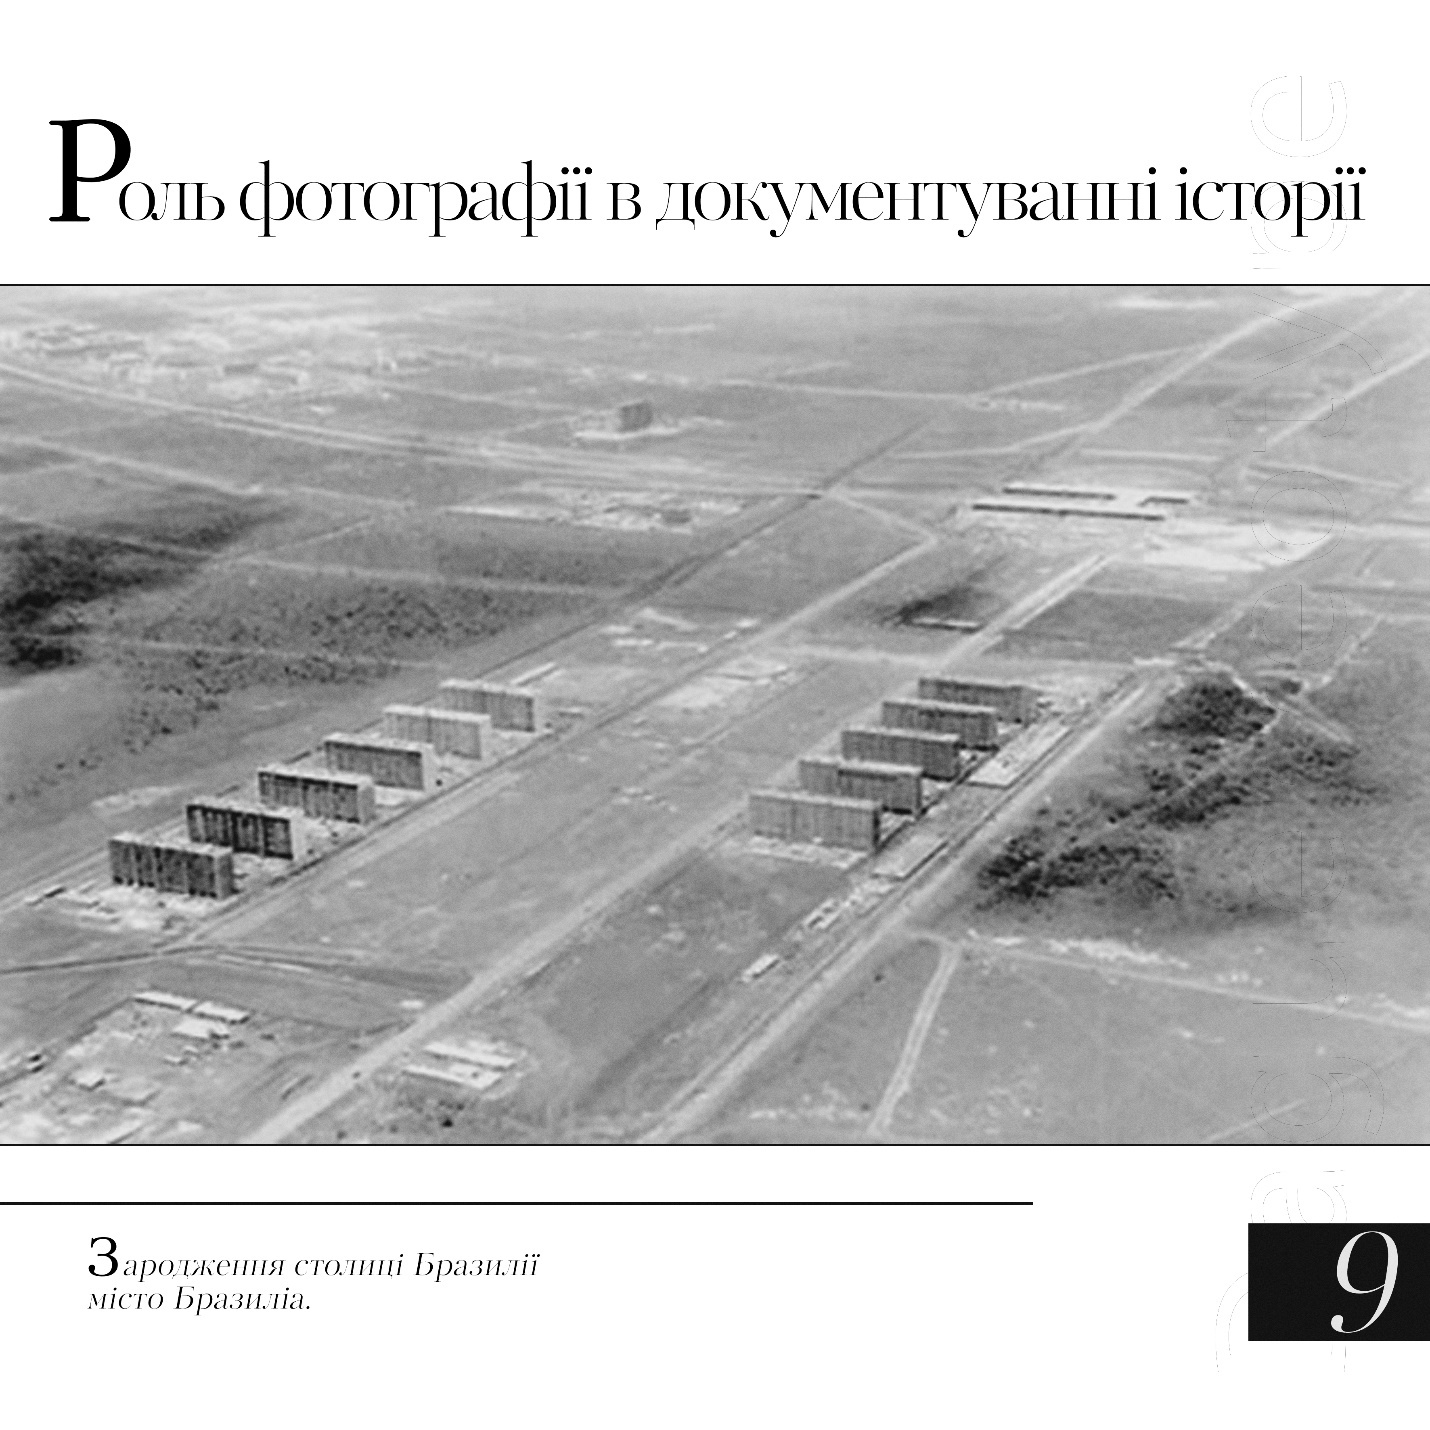 Роль фотографії в документуванні історії
Зародження столиці Бразилії
місто Бразиліа.
9